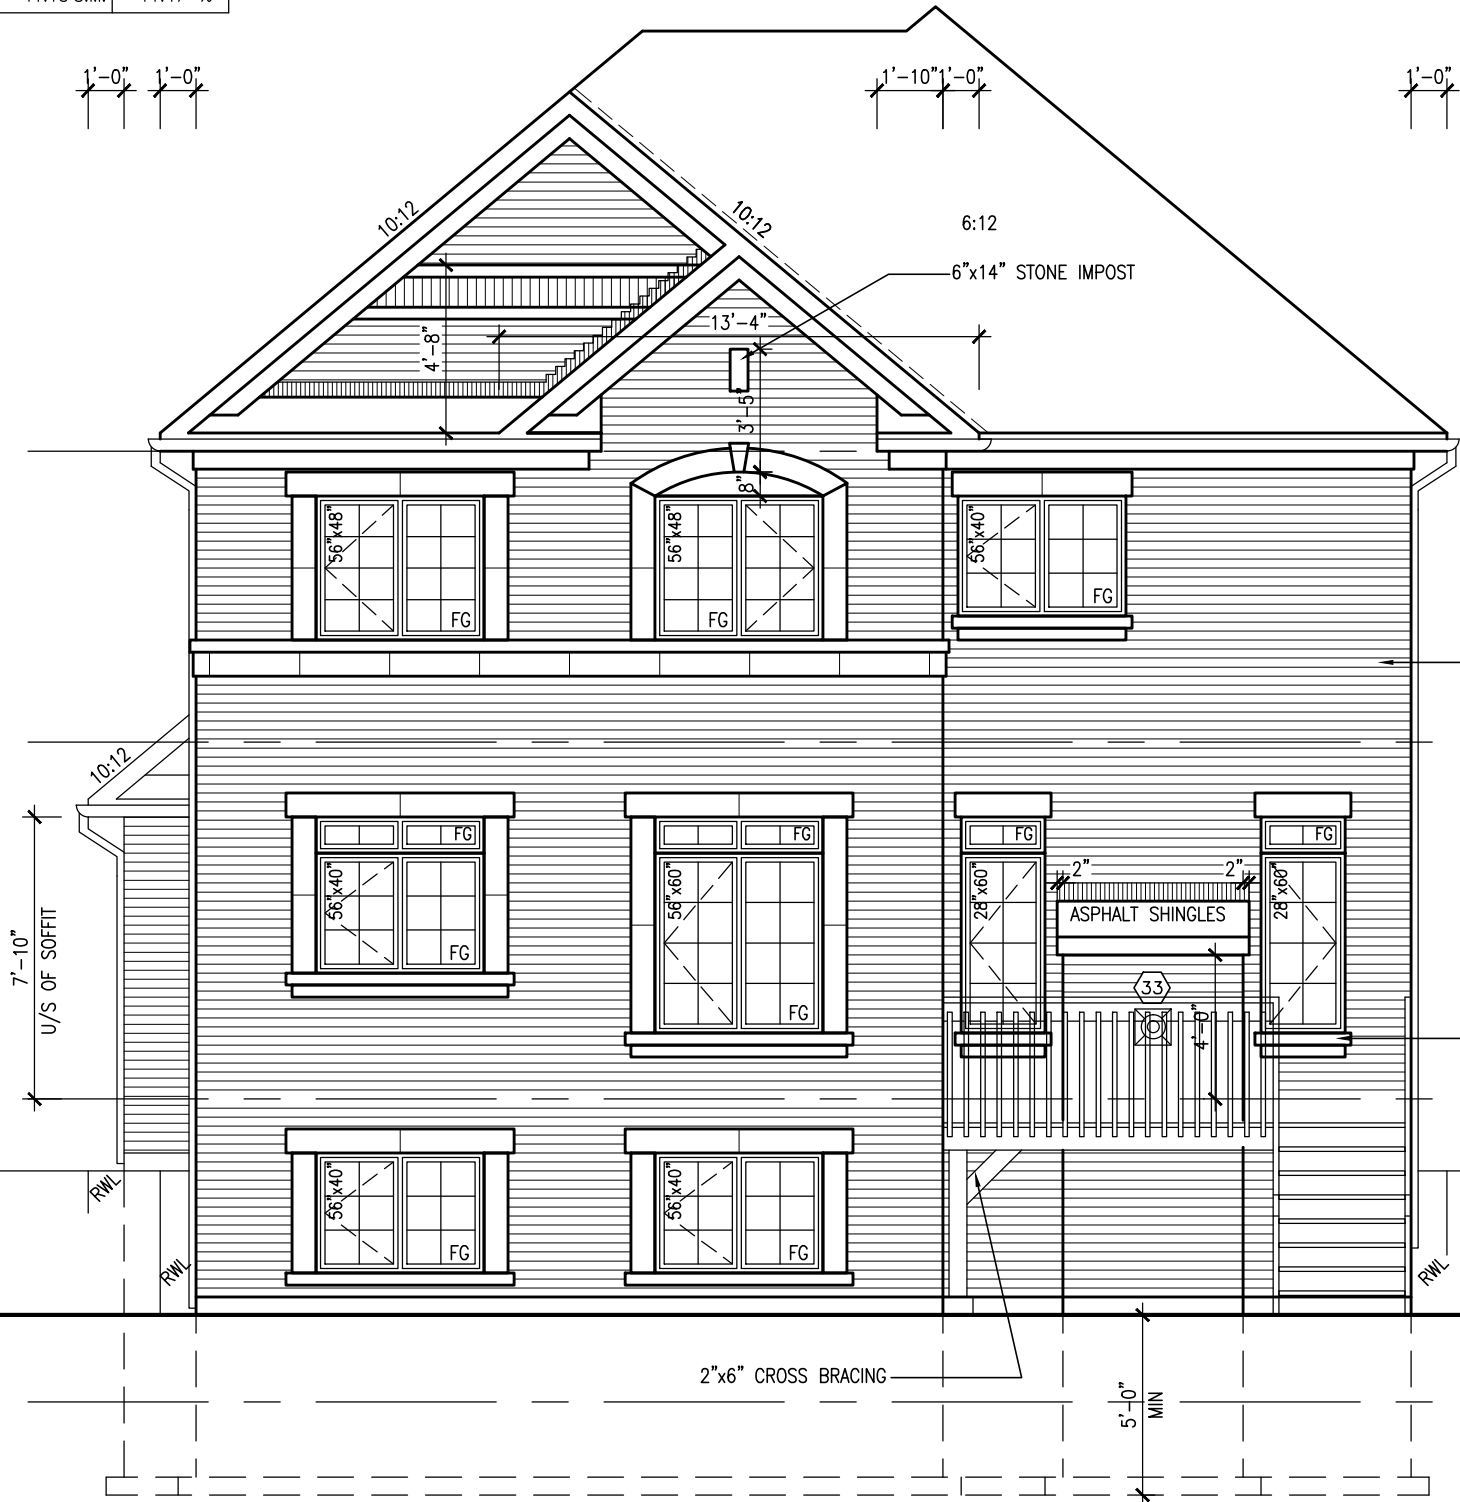 1'-0" 1'-0" 1'-10" 1'-0" 1'-0"
10:12
10:12
6:12
6"x14" STONE IMPOST
13'-4"
4'-8"
3'-5"
8"
56"x48"
FG
56"x48"
FG
56"x40"
FG
10:12
FG
FG
FG
FG
56"x40"
56"x60"
28"x60"
28"x60"
2"
2"
ASPHALT SHINGLES
7'-10"
U/S OF SOFFIT
FG
33
4'-0"
FG
56"x40"
56"x40"
RWL
RWL
FG
FG
RWL
2"x6" CROSS BRACING
5'-0"
MIN